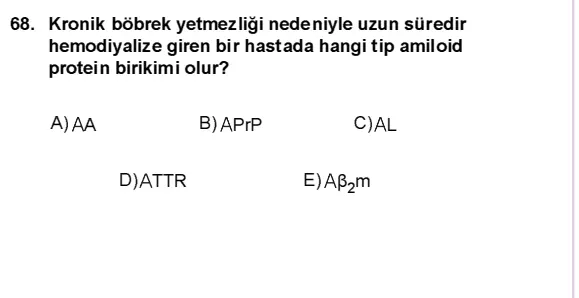 68. Kronik böbrek yetmezliği nedeniyle uzun süredir
hemodiyalize giren bir hastada hangi tip amiloid
protein birikimi olur?
A) AA B) APrP C) AL
D) ATTR E) Aβ₂m